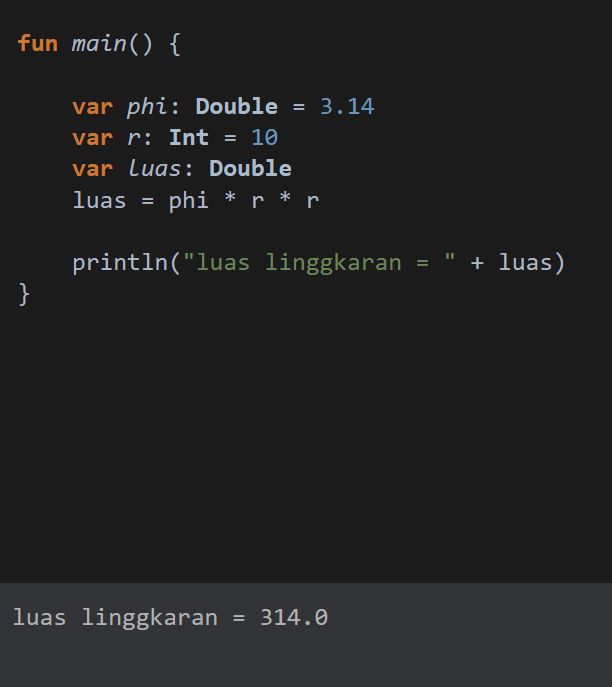 fun main() {
var phi: Double = 3.14
var r: Int = 10
var luas: Double
luas = phi * r * r
println("luas linggkaran = " + luas)
}
luas linggkaran = 314.0